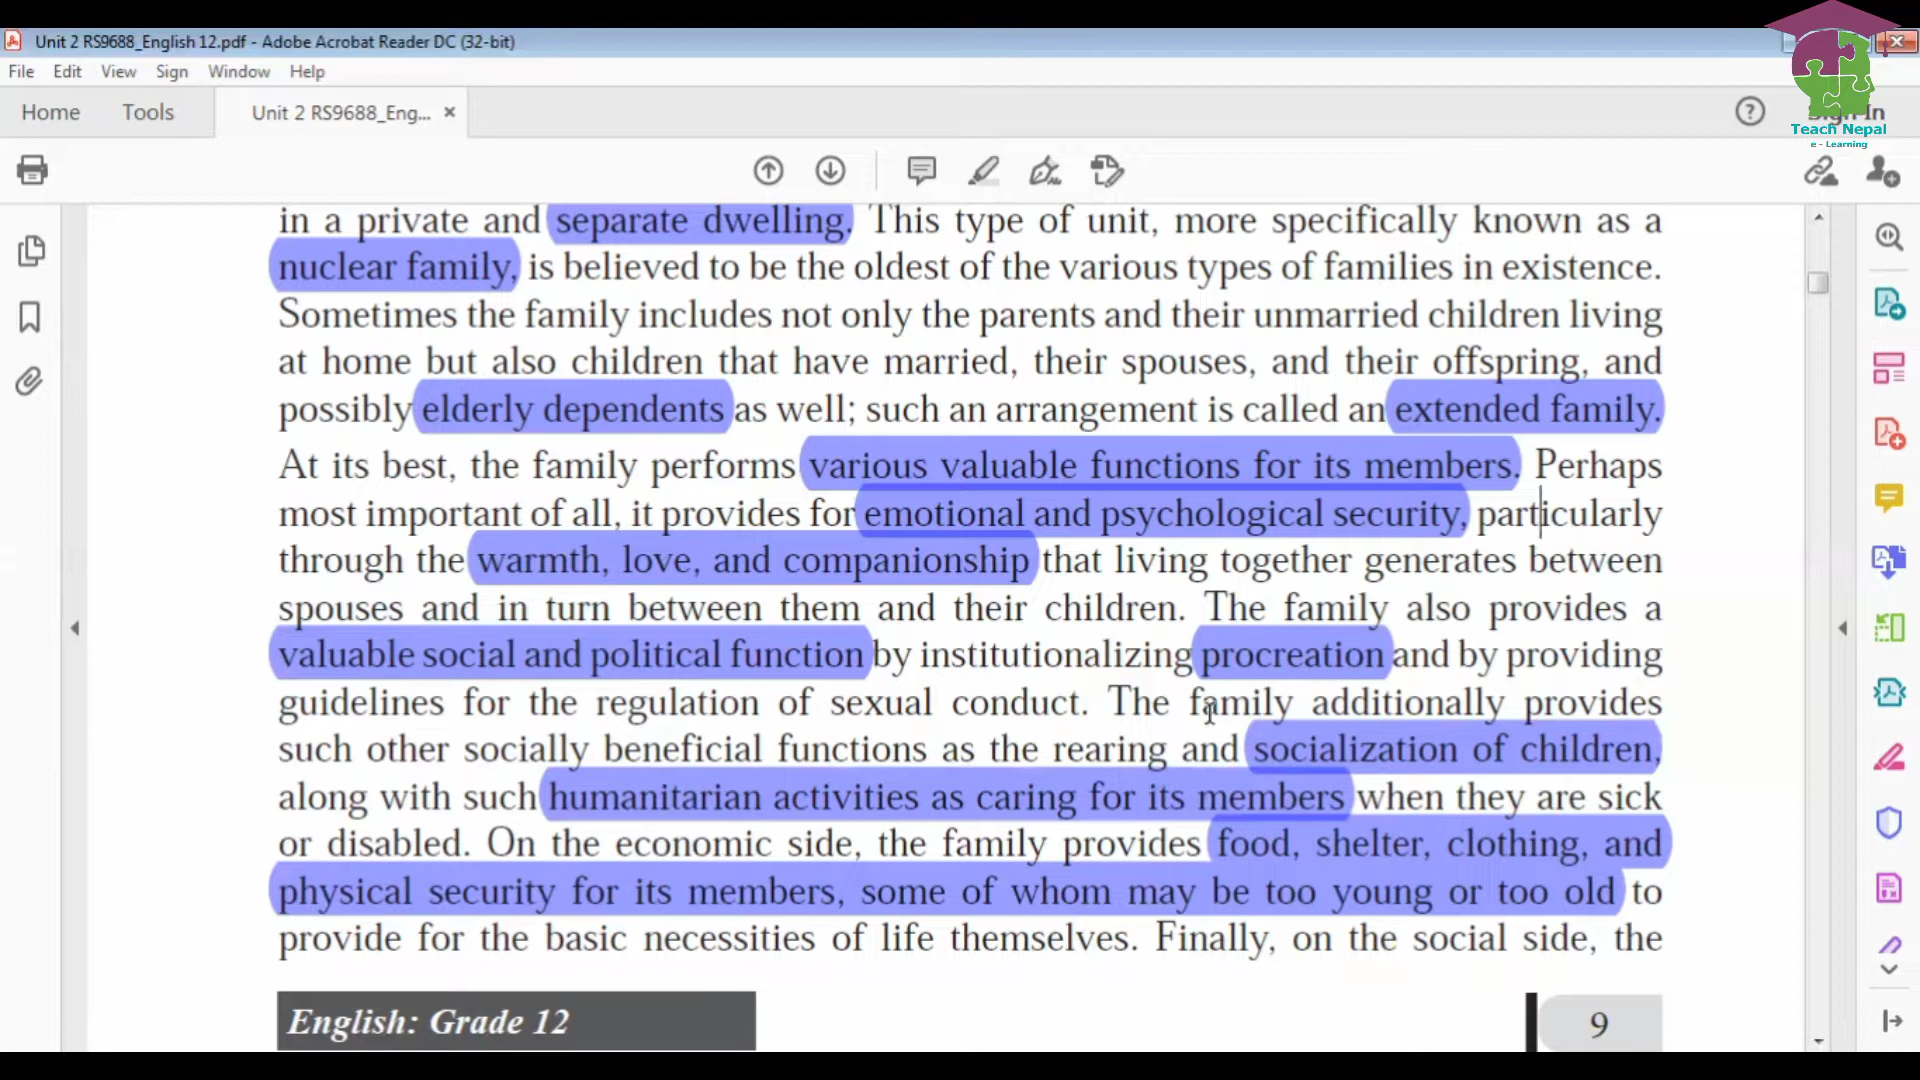 Unit 2 RS9688_English 12.pdf - Adobe Acrobat Reader DC (32-bit)
File Edit View Sign Window Help
Home Tools Unit 2 RS9688_Eng... ×
Sign In
Teach Nepal
e - Learning
in a private and separate dwelling. This type of unit, more specifically known as a
nuclear family, is believed to be the oldest of the various types of families in existence.
Sometimes the family includes not only the parents and their unmarried children living
at home but also children that have married, their spouses, and their offspring, and
possibly elderly dependents as well; such an arrangement is called an extended family.
At its best, the family performs various valuable functions for its members. Perhaps
most important of all, it provides for emotional and psychological security, particularly
through the warmth, love, and companionship that living together generates between
spouses and in turn between them and their children. The family also provides a
valuable social and political function by institutionalizing procreation and by providing
guidelines for the regulation of sexual conduct. The family additionally provides
such other socially beneficial functions as the rearing and socialization of children,
along with such humanitarian activities as caring for its members when they are sick
or disabled. On the economic side, the family provides food, shelter, clothing, and
physical security for its members, some of whom may be too young or too old to
provide for the basic necessities of life themselves. Finally, on the social side, the
English: Grade 12
9